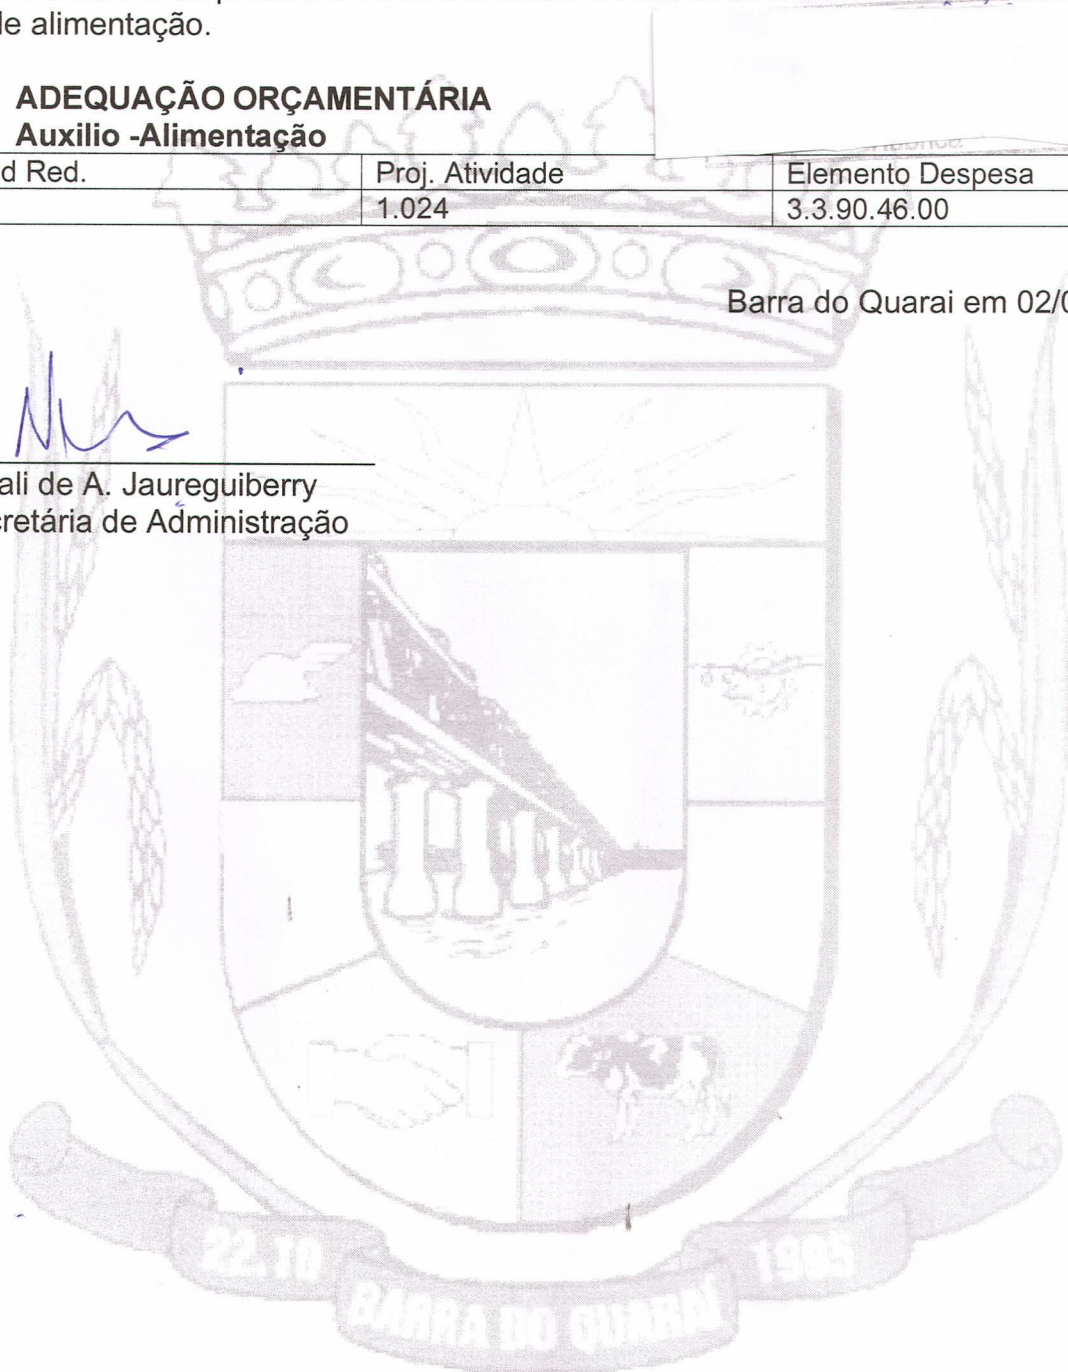 de alimentação.
ADEQUAÇÃO ORÇAMENTÁRIA
Auxilio -Alimentação
d Red. Proj. Atividade Elemento Despesa
1.024 3.3.90.46.00
Barra do Quarai em 02/0
ali de A. Jaureguiberry
cretária de Administração
22.10 1995
BARRA DO QUARAÍ